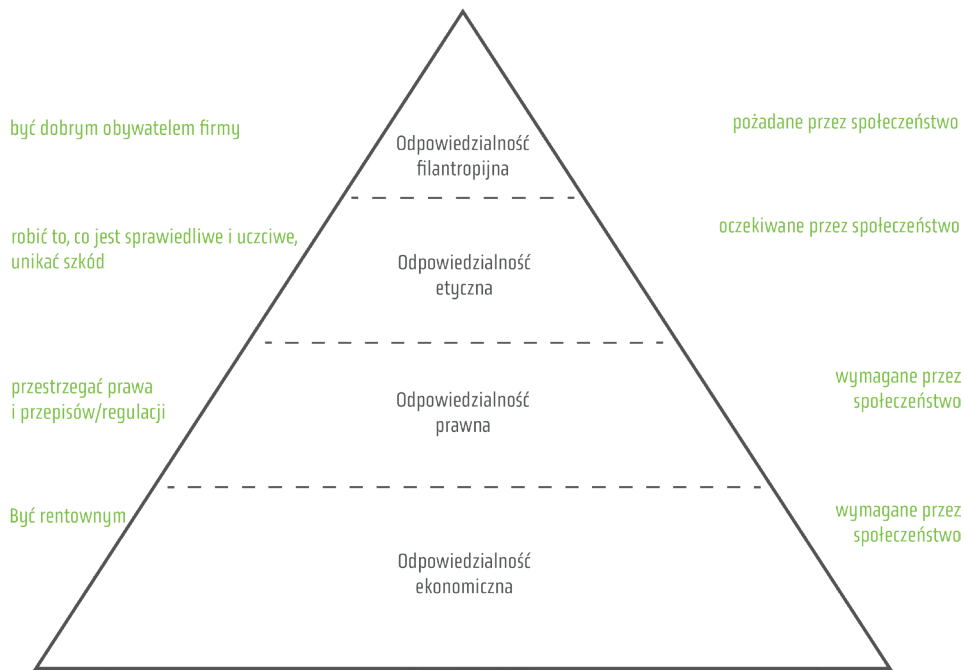 być dobrym obywatelem firmy
Odpowiedzialność
filantropijna
pożadane przez społeczeństwo
robić to, co jest sprawiedliwe i uczciwe,
unikać szkód
Odpowiedzialność
etyczna
oczekiwane przez społeczeństwo
przestrzegać prawa
i przepisów/regulacji
Odpowiedzialność
prawna
wymagane przez
społeczeństwo
Być rentownym
Odpowiedzialność
ekonomiczna
wymagane przez
społeczeństwo